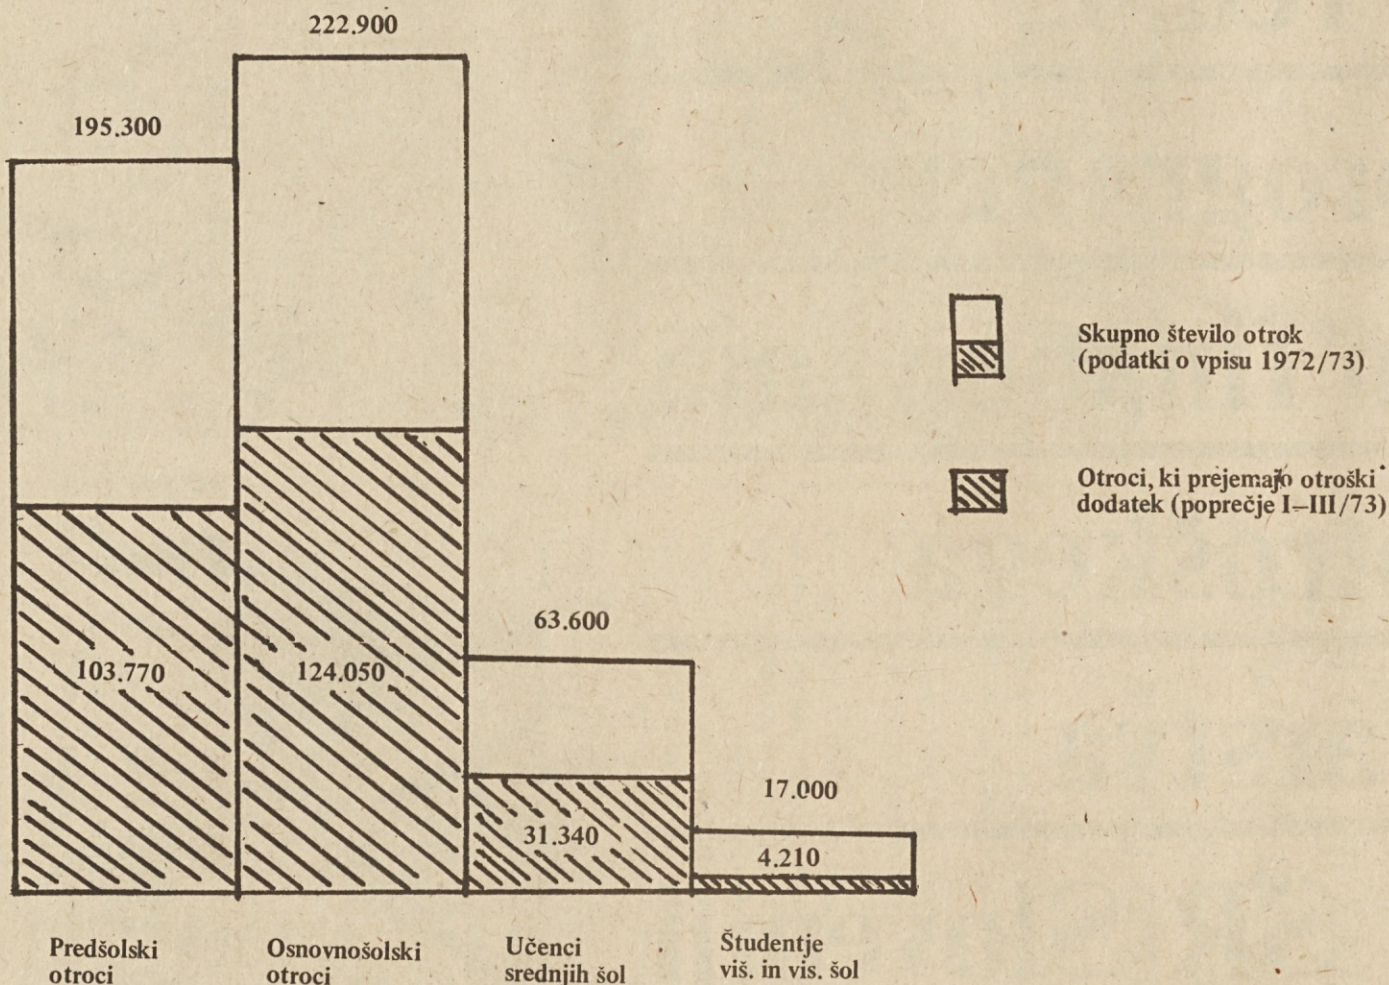 222.900
195.300
Skupno število otrok
(podatki o vpisu 1972/73)
Otroci, ki prejemajo otroški
dodatek (poprečje I–III/73)
63.600
103.770
124.050
17.000
31.340
4.210
Predšolski
otroci
Osnovnošolski
otroci
Učenci
srednjih šol
Študentje
viš. in vis. šol